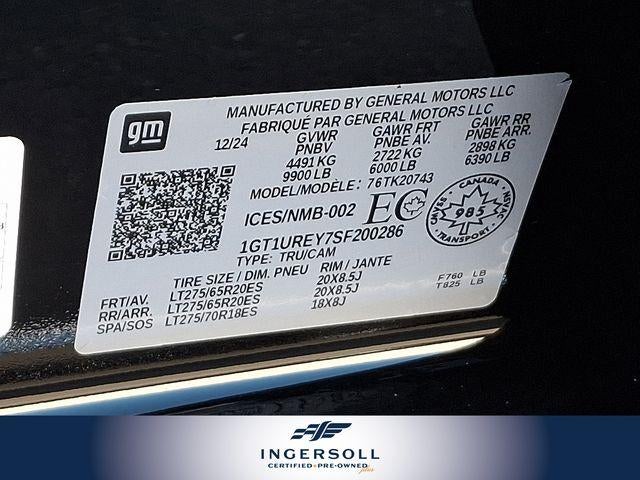 gm
MANUFACTURED BY GENERAL MOTORS LLC
FABRIQUÉ PAR GENERAL MOTORS LLC
12/24 GVWR GAWR FRT GAWR RR
PNBV PNBE AV. PNBE ARR.
4491 KG 2722 KG 2898 KG
9900 LB 6000 LB 6390 LB
MODEL/MODÈLE: 76TK20743
ICES/NMB-002 EC
CANADA
NSV/SVN
985
TRANSPORT
1GT1UREY7SF200286
TYPE: TRU/CAM
TIRE SIZE / DIM. PNEU RIM / JANTE
FRT/AV. LT275/65R20ES 20X8.5J F760 LB
RR/ARR. LT275/65R20ES 20X8.5J T825 LB
SPA/SOS LT275/70R18ES 18X8J
INGERSOLL
CERTIFIED • PRE-OWNED plus